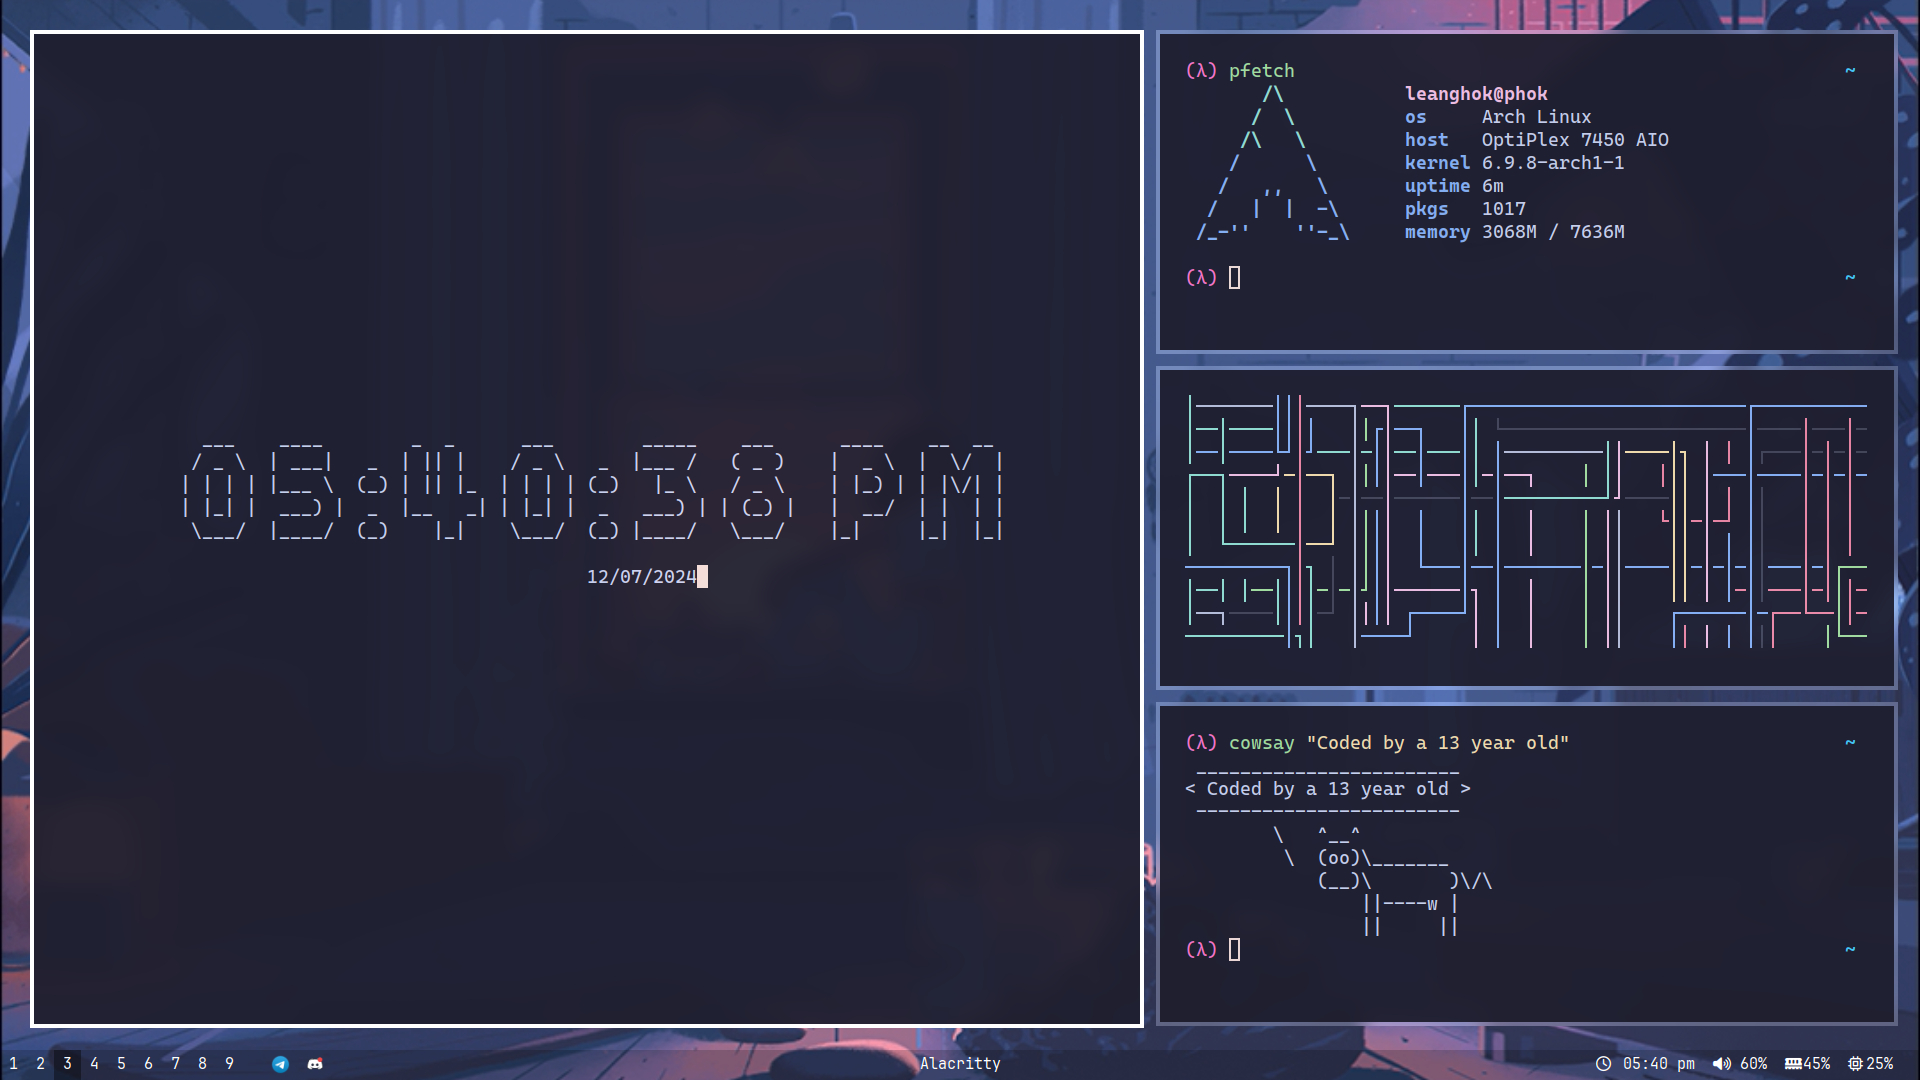 05:40:38 PM
12/07/2024
(λ) pfetch ~
leanghok@phok
os Arch Linux
host OptiPlex 7450 AIO
kernel 6.9.8-arch1-1
uptime 6m
pkgs 1017
memory 3068M / 7636M
(λ) ~
(λ) cowsay "Coded by a 13 year old" ~
< Coded by a 13 year old >
(λ) ~
1 2 3 4 5 6 7 8 9 Alacritty 05:40 pm 60% 45% 25%